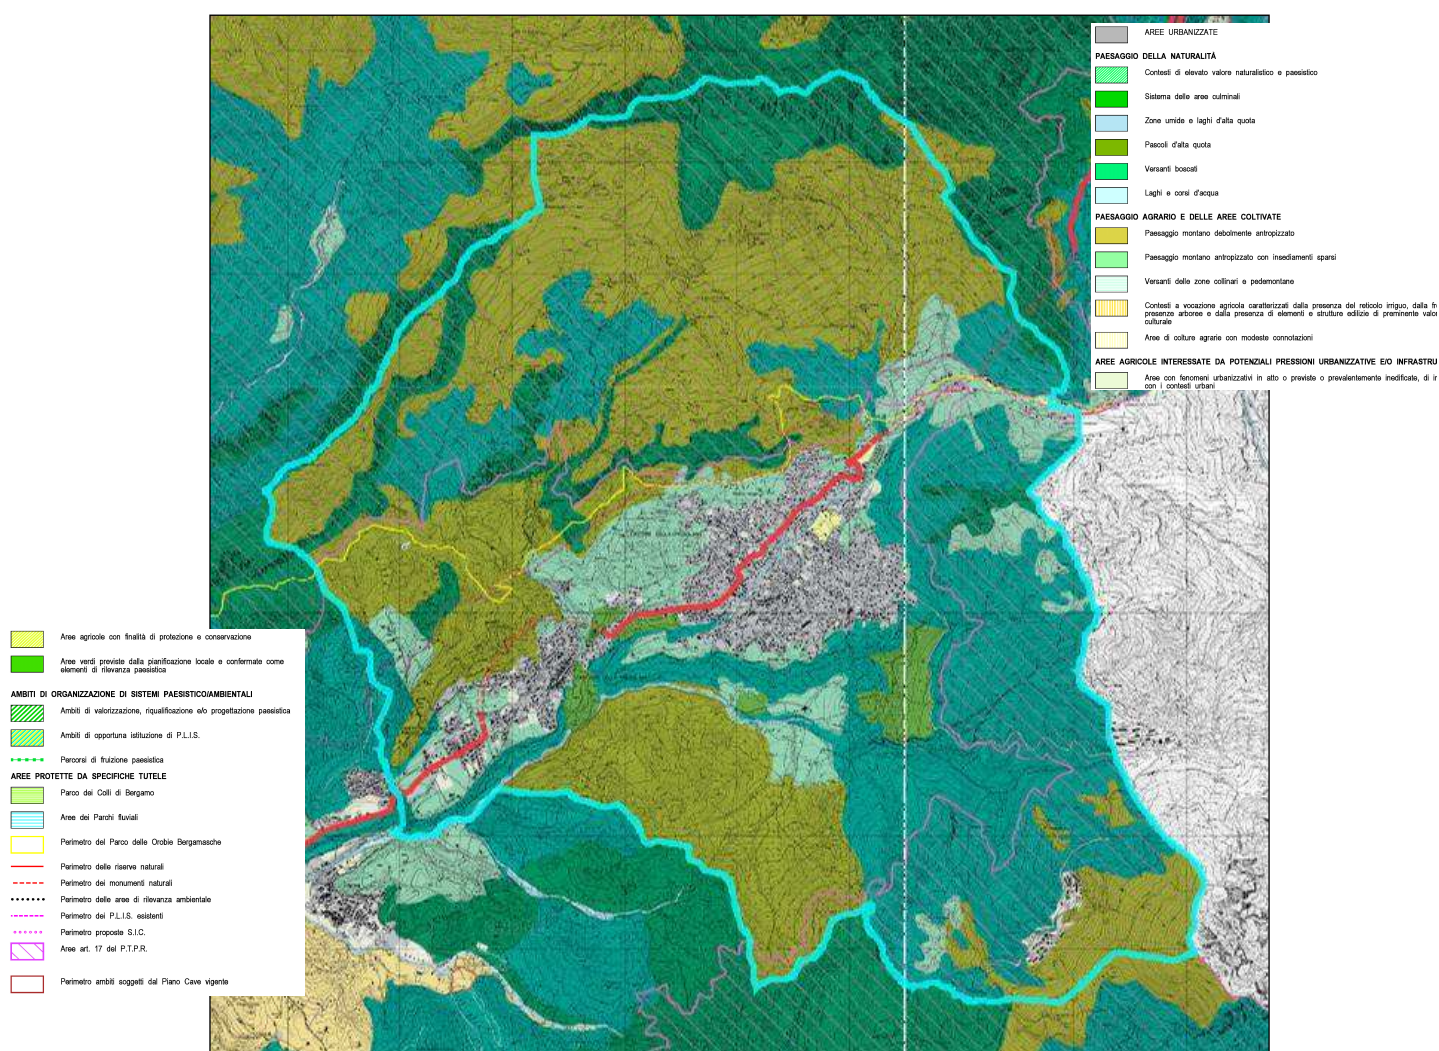 AREE URBANIZZATE
PAESAGGIO DELLA NATURALITÀ
Contesti di elevato valore naturalistico e paesistico
Sistema delle aree culminali
Zone umide e laghi d'alta quota
Pascoli d'alta quota
Versanti boscati
Laghi e corsi d'acqua
PAESAGGIO AGRARIO E DELLE AREE COLTIVATE
Paesaggio montano debolmente antropizzato
Paesaggio montano antropizzato con insediamenti sparsi
Versanti delle zone collinari e pedemontane
Contesti a vocazione agricola caratterizzati dalla presenza del reticolo irriguo, dalla fr
presenze arboree e dalla presenza di elementi e strutture edilizie di preminente valor
culturale
Aree di colture agrarie con modeste connotazioni
AREE AGRICOLE INTERESSATE DA POTENZIALI PRESSIONI URBANIZZATIVE E/O INFRASTRU
Aree con fenomeni urbanizzativi in atto o previste o prevalentemente inedificate, di in
con i contesti urbani
Aree agricole con finalità di protezione e conservazione
Aree verdi previste dalla pianificazione locale e confermate come
elementi di rilevanza paesistica
AMBITI DI ORGANIZZAZIONE DI SISTEMI PAESISTICO/AMBIENTALI
Ambiti di valorizzazione, riqualificazione e/o progettazione paesistica
Ambiti di opportuna istituzione di P.L.I.S.
Percorsi di fruizione paesistica
AREE PROTETTE DA SPECIFICHE TUTELE
Parco dei Colli di Bergamo
Aree dei Parchi fluviali
Perimetro del Parco delle Orobie Bergamasche
Perimetro delle riserve naturali
Perimetro dei monumenti naturali
Perimetro delle aree di rilevanza ambientale
Perimetro dei P.L.I.S. esistenti
Perimetro proposte S.I.C.
Aree art. 17 del P.T.P.R.
Perimetro ambiti soggetti dal Piano Cave vigente